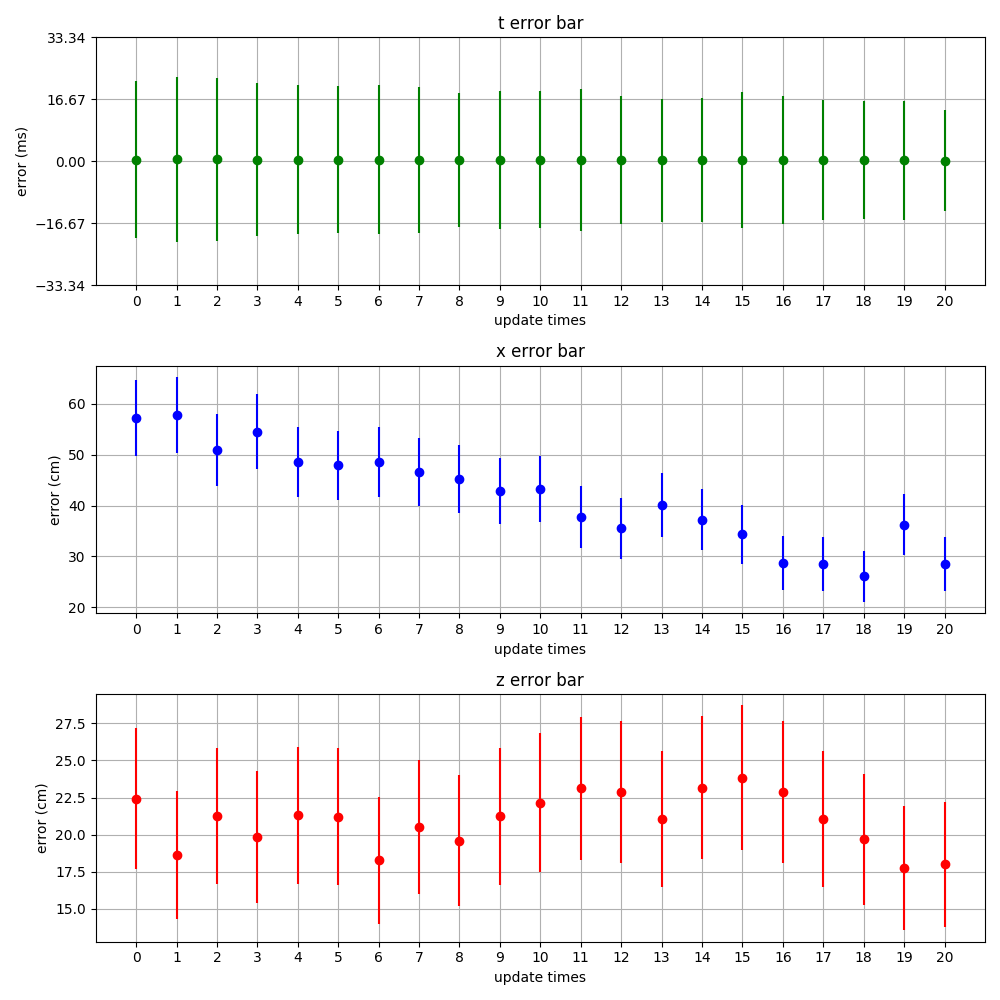 t error bar
33.34
16.67
0.00
−16.67
−33.34
error (ms)
0 1 2 3 4 5 6 7 8 9 10 11 12 13 14 15 16 17 18 19 20
update times
x error bar
60
50
40
30
20
error (cm)
0 1 2 3 4 5 6 7 8 9 10 11 12 13 14 15 16 17 18 19 20
update times
z error bar
27.5
25.0
22.5
20.0
17.5
15.0
error (cm)
0 1 2 3 4 5 6 7 8 9 10 11 12 13 14 15 16 17 18 19 20
update times